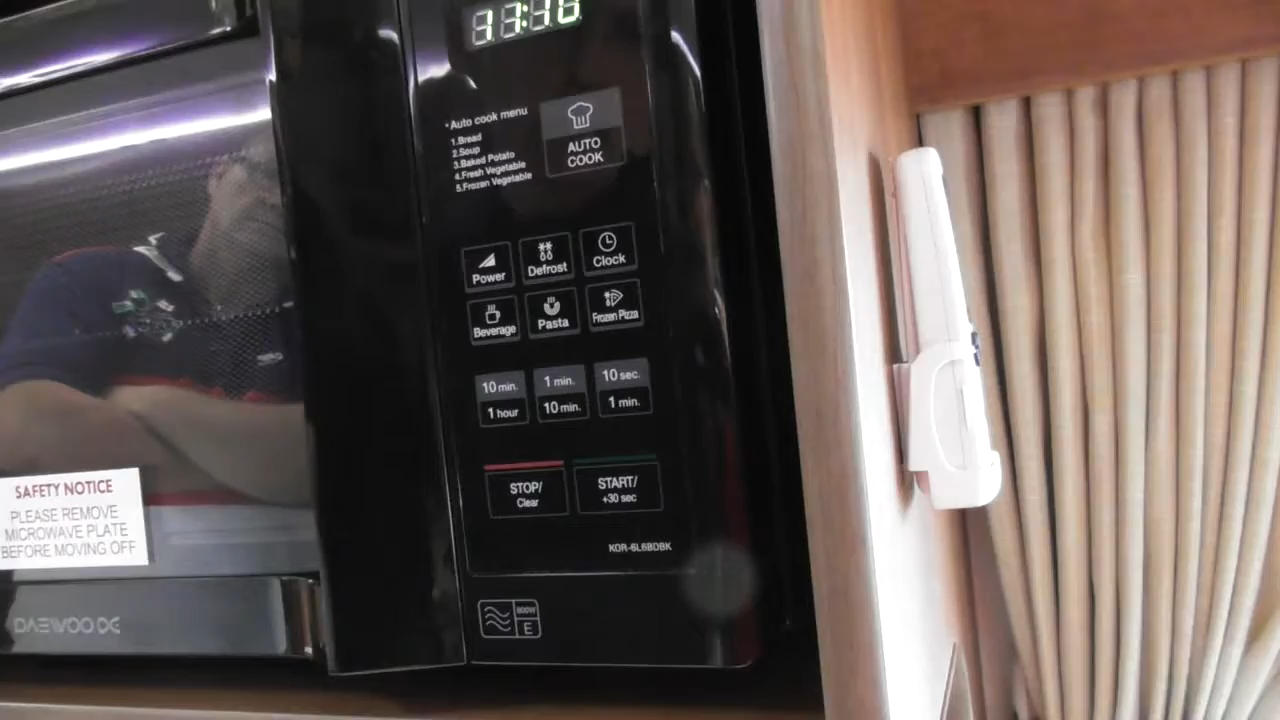 • Auto cook menu
1.Bread
2.Soup
3.Baked Potato
4.Fresh Vegetable
5.Frozen Vegetable
AUTO
COOK
Power
Defrost
Clock
Beverage
Pasta
Frozen Pizza
10 min.
1 hour
1 min.
10 min.
10 sec.
1 min.
STOP/
Clear
START/
+30 sec
KOR-6L6BDBK
800W
E
SAFETY NOTICE
PLEASE REMOVE
MICROWAVE PLATE
BEFORE MOVING OFF
DAEWOO